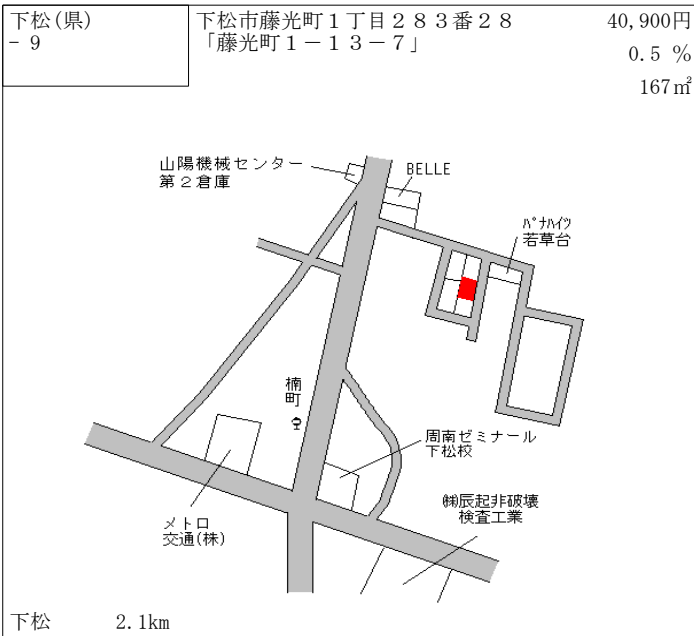 下松(県)
－９
下松市藤光町１丁目２８３番２８
「藤光町１－１３－７」
40,900円
0.5 %
167㎡
山陽機械センター
第２倉庫
BELLE
ﾊﾟﾅﾊｲﾂ
若草台
楠町
周南ゼミナール
下松校
㈱辰起非破壊
検査工業
メトロ
交通(株)
下松 2.1km